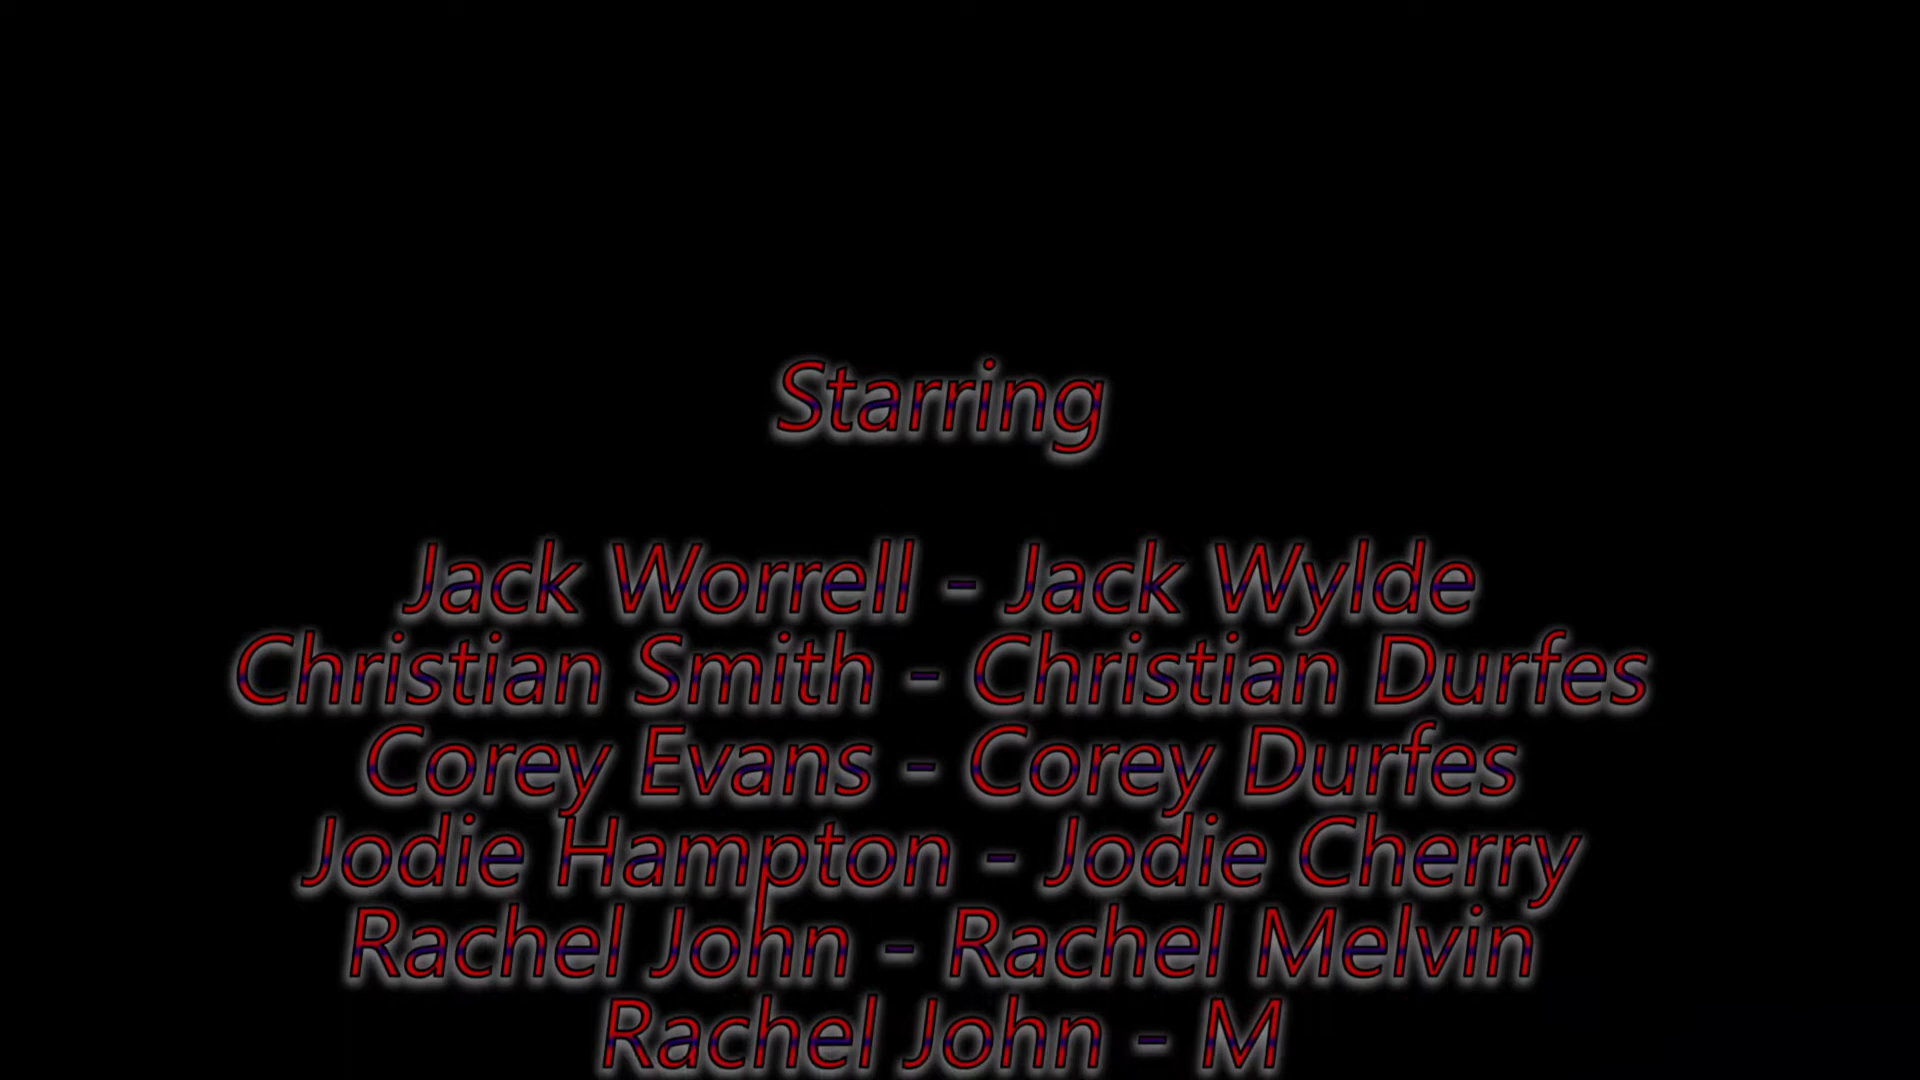 Starring
Jack Worrell - Jack Wylde
Christian Smith - Christian Durfes
Corey Evans - Corey Durfes
Jodie Hampton - Jodie Cherry
Rachel John - Rachel Melvin
Rachel John - M